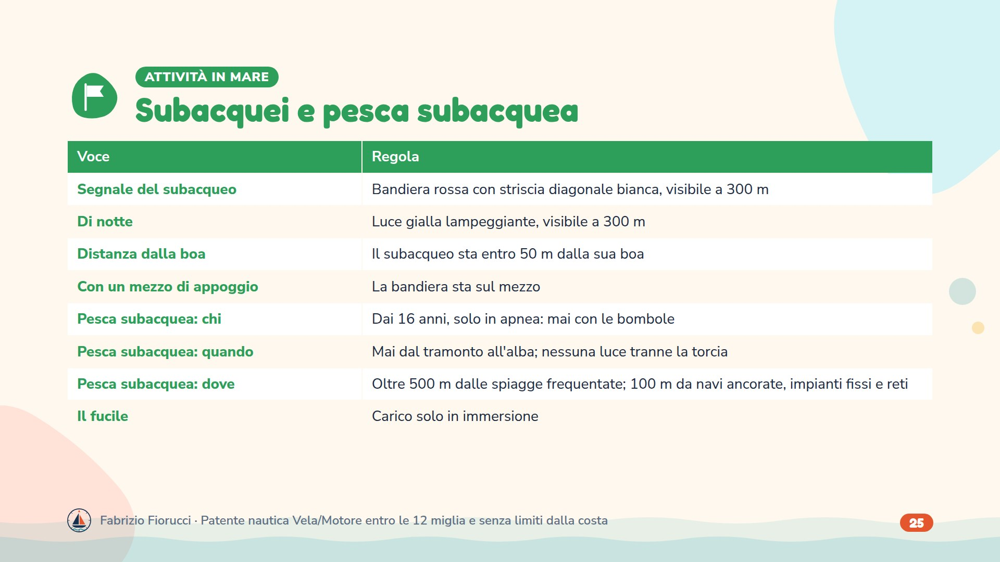 ATTIVITÀ IN MARE
Subacquei e pesca subacquea
Voce
Regola
Segnale del subacqueo
Bandiera rossa con striscia diagonale bianca, visibile a 300 m
Di notte
Luce gialla lampeggiante, visibile a 300 m
Distanza dalla boa
Il subacqueo sta entro 50 m dalla sua boa
Con un mezzo di appoggio
La bandiera sta sul mezzo
Pesca subacquea: chi
Dai 16 anni, solo in apnea: mai con le bombole
Pesca subacquea: quando
Mai dal tramonto all'alba; nessuna luce tranne la torcia
Pesca subacquea: dove
Oltre 500 m dalle spiagge frequentate; 100 m da navi ancorate, impianti fissi e reti
Il fucile
Carico solo in immersione
Fabrizio Fiorucci · Patente nautica Vela/Motore entro le 12 miglia e senza limiti dalla costa
25